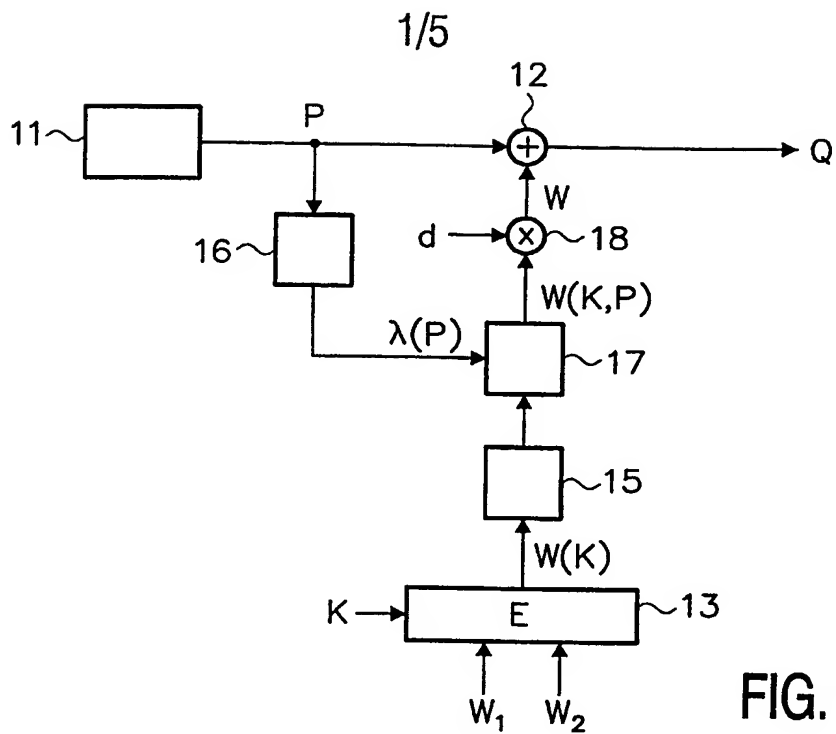 1/5
12
11
P
Q
W
16
d
18
W(K,P)
λ(P)
17
15
W(K)
K
E
13
W₁
W₂
FIG.